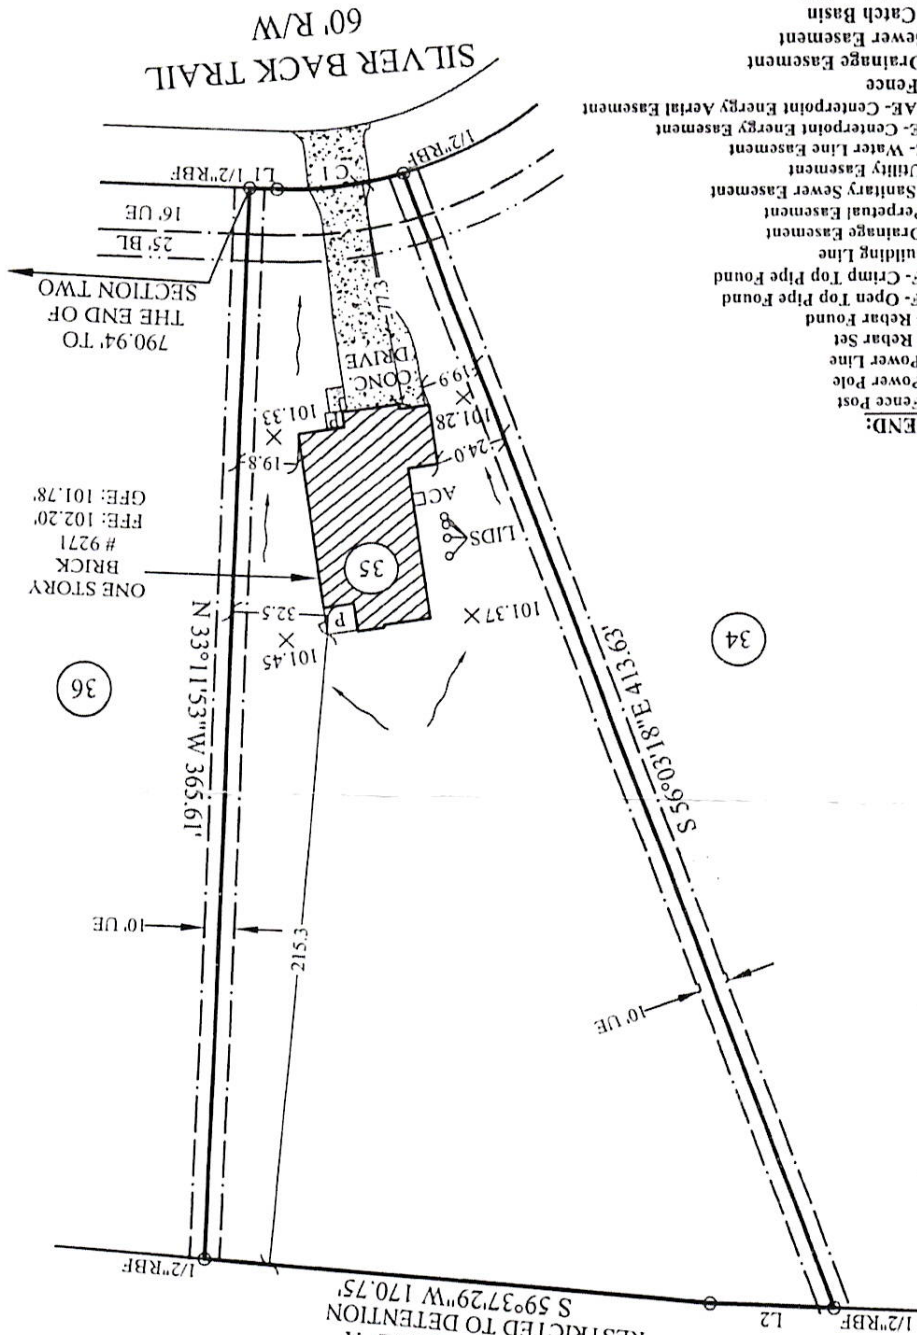 RESTRICTED TO DETENTION
S 59°37'29"W 170.75'
1/2"RBF
L2
1/2"RBF
10' UE
10' UE
215.3
S 56°03'18"E 413.63'
N 33°11'53"W 365.61'
34
36
35
101.45
101.37
32.5
P
ONE STORY
BRICK
# 9271
FFE: 102.20'
GFE: 101.78'
LIDS
AC
24.0
19.8
101.28
101.33
P
19.9
CONC.
DRIVE
77.3
790.94' TO
THE END OF
SECTION TWO
25' BL
16' UE
L1 1/2"RBF
C1
1/2"RBF
SILVER BACK TRAIL
60' R/W
END:
Fence Post
Power Pole
Power Line
Rebar Set
Rebar Found
F- Open Top Pipe Found
F- Crimp Top Pipe Found
uilding Line
Drainage Easement
Perpetual Easement
Sanitary Sewer Easement
Utility Easement
E- Water Line Easement
E- Centerpoint Energy Easement
AE- Centerpoint Energy Aerial Easement
Fence
Drainage Easement
ewer Easement
Catch Basin